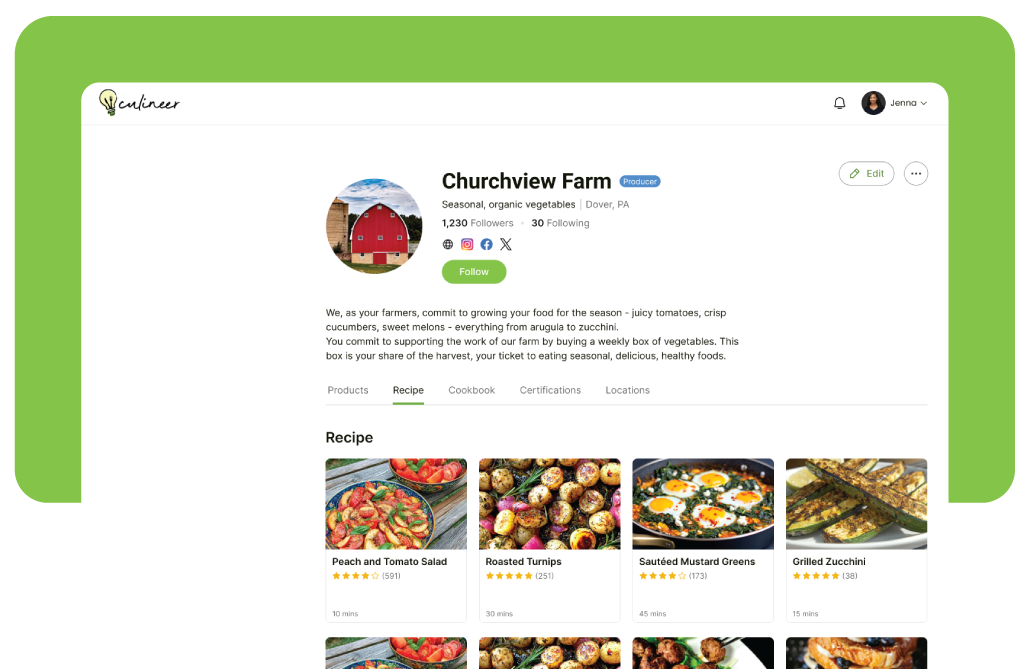 culineer
Jenna
Churchview Farm Producer
Edit
Seasonal, organic vegetables | Dover, PA
1,230 Followers · 30 Following
Follow
We, as your farmers, commit to growing your food for the season - juicy tomatoes, crisp
cucumbers, sweet melons - everything from arugula to zucchini.
You commit to supporting the work of our farm by buying a weekly box of vegetables. This
box is your share of the harvest, your ticket to eating seasonal, delicious, healthy foods.
Products Recipe Cookbook Certifications Locations
Recipe
Peach and Tomato Salad
(591)
10 mins
Roasted Turnips
(251)
30 mins
Sautéed Mustard Greens
(173)
45 mins
Grilled Zucchini
(38)
15 mins